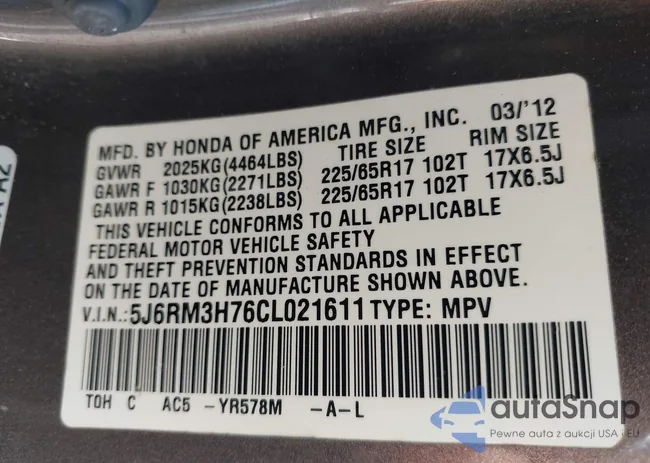 MFD. BY HONDA OF AMERICA MFG., INC. 03/'12
GVWR 2025KG(4464LBS) TIRE SIZE RIM SIZE
GAWR F 1030KG(2271LBS) 225/65R17 102T 17X6.5J
GAWR R 1015KG(2238LBS) 225/65R17 102T 17X6.5J
THIS VEHICLE CONFORMS TO ALL APPLICABLE
FEDERAL MOTOR VEHICLE SAFETY
AND THEFT PREVENTION STANDARDS IN EFFECT
ON THE DATE OF MANUFACTURE SHOWN ABOVE.
V.I.N.:5J6RM3H76CL021611 TYPE: MPV
TOH C AC5 -YR578M -A-L
autaSnap
Pewne auta z aukcji USA · EU